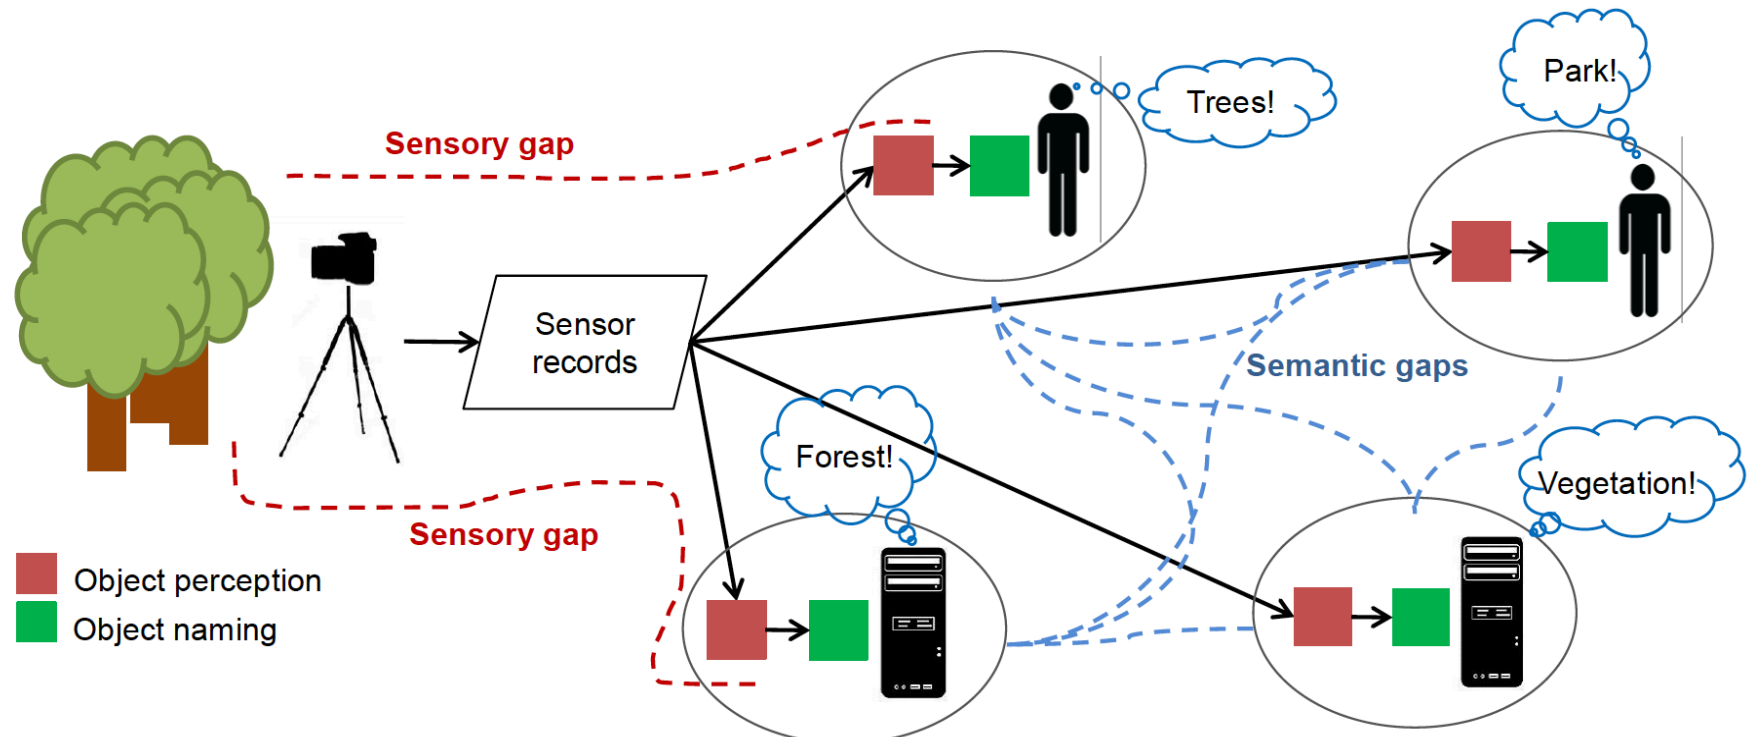 Sensory gap
Trees!
Park!
Sensor
records
Semantic gaps
Forest!
Vegetation!
Sensory gap
Object perception
Object naming